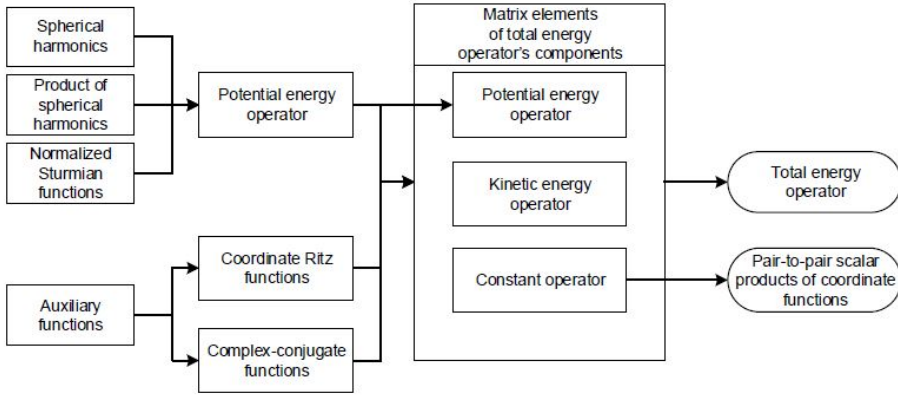 Spherical
harmonics
Product of
spherical
harmonics
Normalized
Sturmian
functions
Potential energy
operator
Auxiliary
functions
Coordinate Ritz
functions
Complex-conjugate
functions
Matrix elements
of total energy
operator's components
Potential energy
operator
Kinetic energy
operator
Constant operator
Total energy
operator
Pair-to-pair scalar
products of coordinate
functions